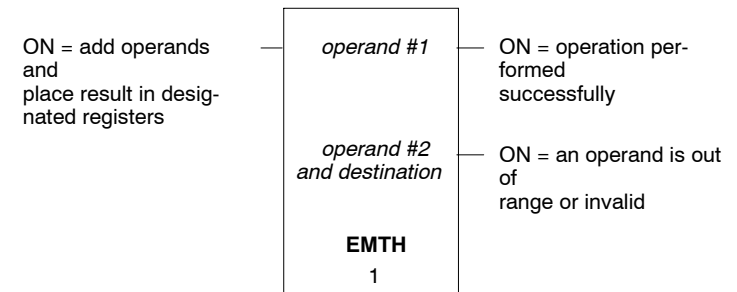 ON = add operands
and
place result in desig-
nated registers
operand #1
ON = operation per-
formed
successfully
operand #2
and destination
ON = an operand is out
of
range or invalid
EMTH
1